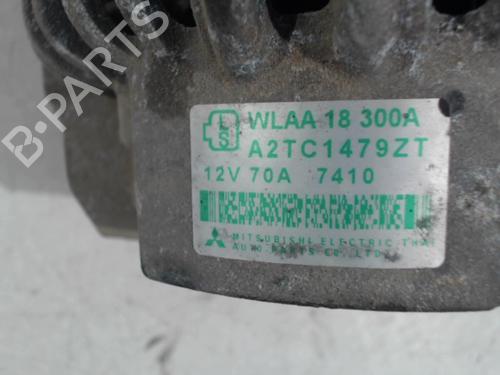 WLAA 18 300A
A2TC1479ZT
12V 70A 7410
MITSUBISHI ELECTRIC THAI
AUTO PARTS CO., LTD.
B-PARTS